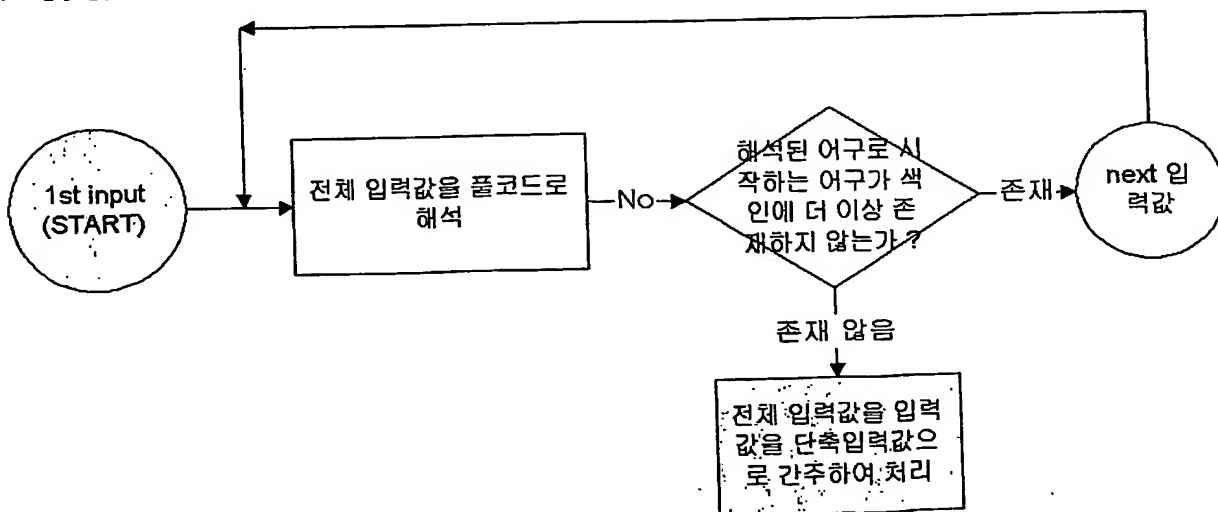 1st input
(START)
전체 입력값을 풀코드로
해석
No
해석된 어구로 시
작하는 어구가 색
인에 더 이상 존
재하지 않는가 ?
존재
next 입
력값
존재 않음
전체 입력값을 입력
값을 단축입력값으
로 간주하여 처리